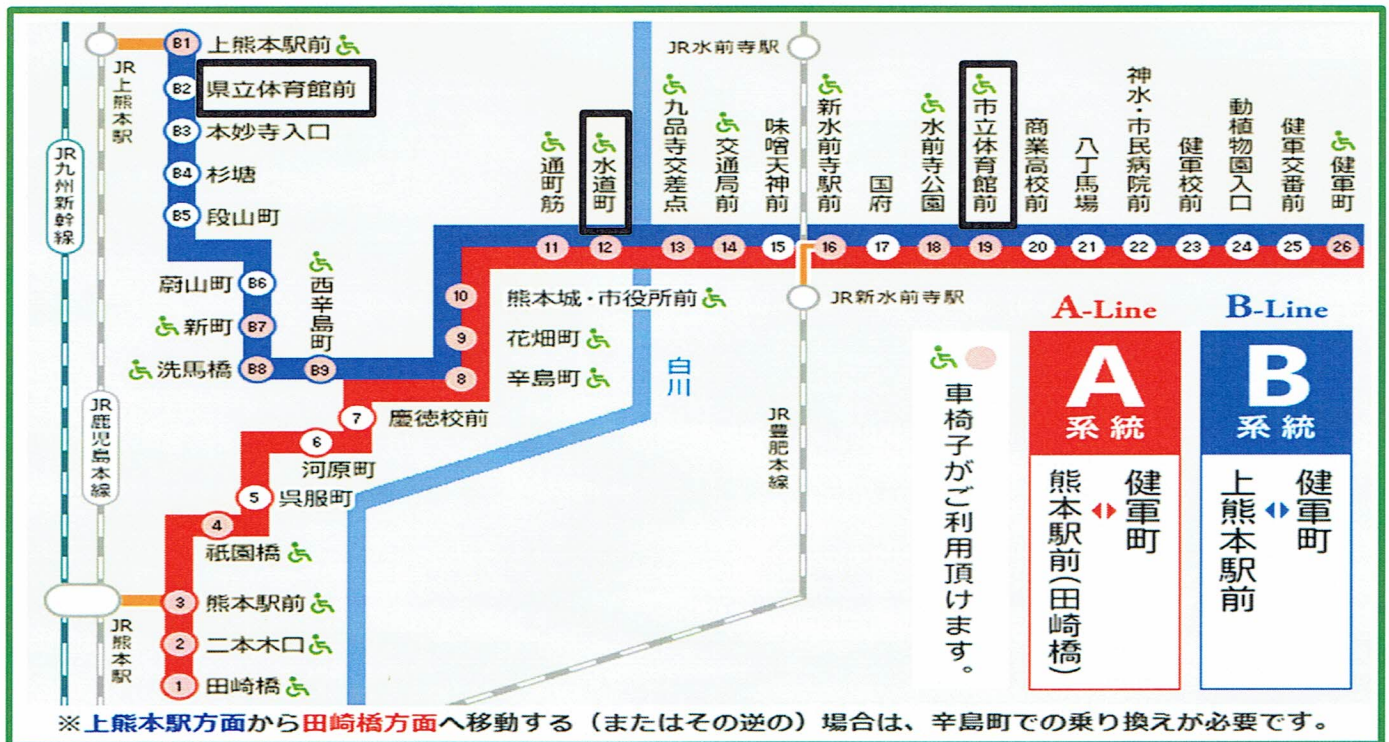 B1 上熊本駅前
B2 県立体育館前
B3 本妙寺入口
B4 杉塘
B5 段山町
蔚山町 B6
新町 B7
洗馬橋 B8
B9 西辛島町
JR上熊本駅
JR九州新幹線
JR鹿児島本線
JR熊本駅
1 田崎橋
2 二本木口
3 熊本駅前
4 祇園橋
5 呉服町
6 河原町
7 慶徳校前
8 辛島町
9 花畑町
10 熊本城・市役所前
11 通町筋
12 水道町
13 九品寺交差点
14 交通局前
15 味噌天神前
16 新水前寺駅前
17 国府
18 水前寺公園
19 市立体育館前
20 商業高校前
21 八丁馬場
22 神水・市民病院前
23 健軍校前
24 動植物園入口
25 健軍交番前
26 健軍町
JR水前寺駅
JR新水前寺駅
JR豊肥本線
白川
車椅子がご利用頂けます。
A-Line
A
系統
健軍町
熊本駅前(田崎橋)
B-Line
B
系統
健軍町
上熊本駅前
※上熊本駅方面から田崎橋方面へ移動する（またはその逆の）場合は、辛島町での乗り換えが必要です。